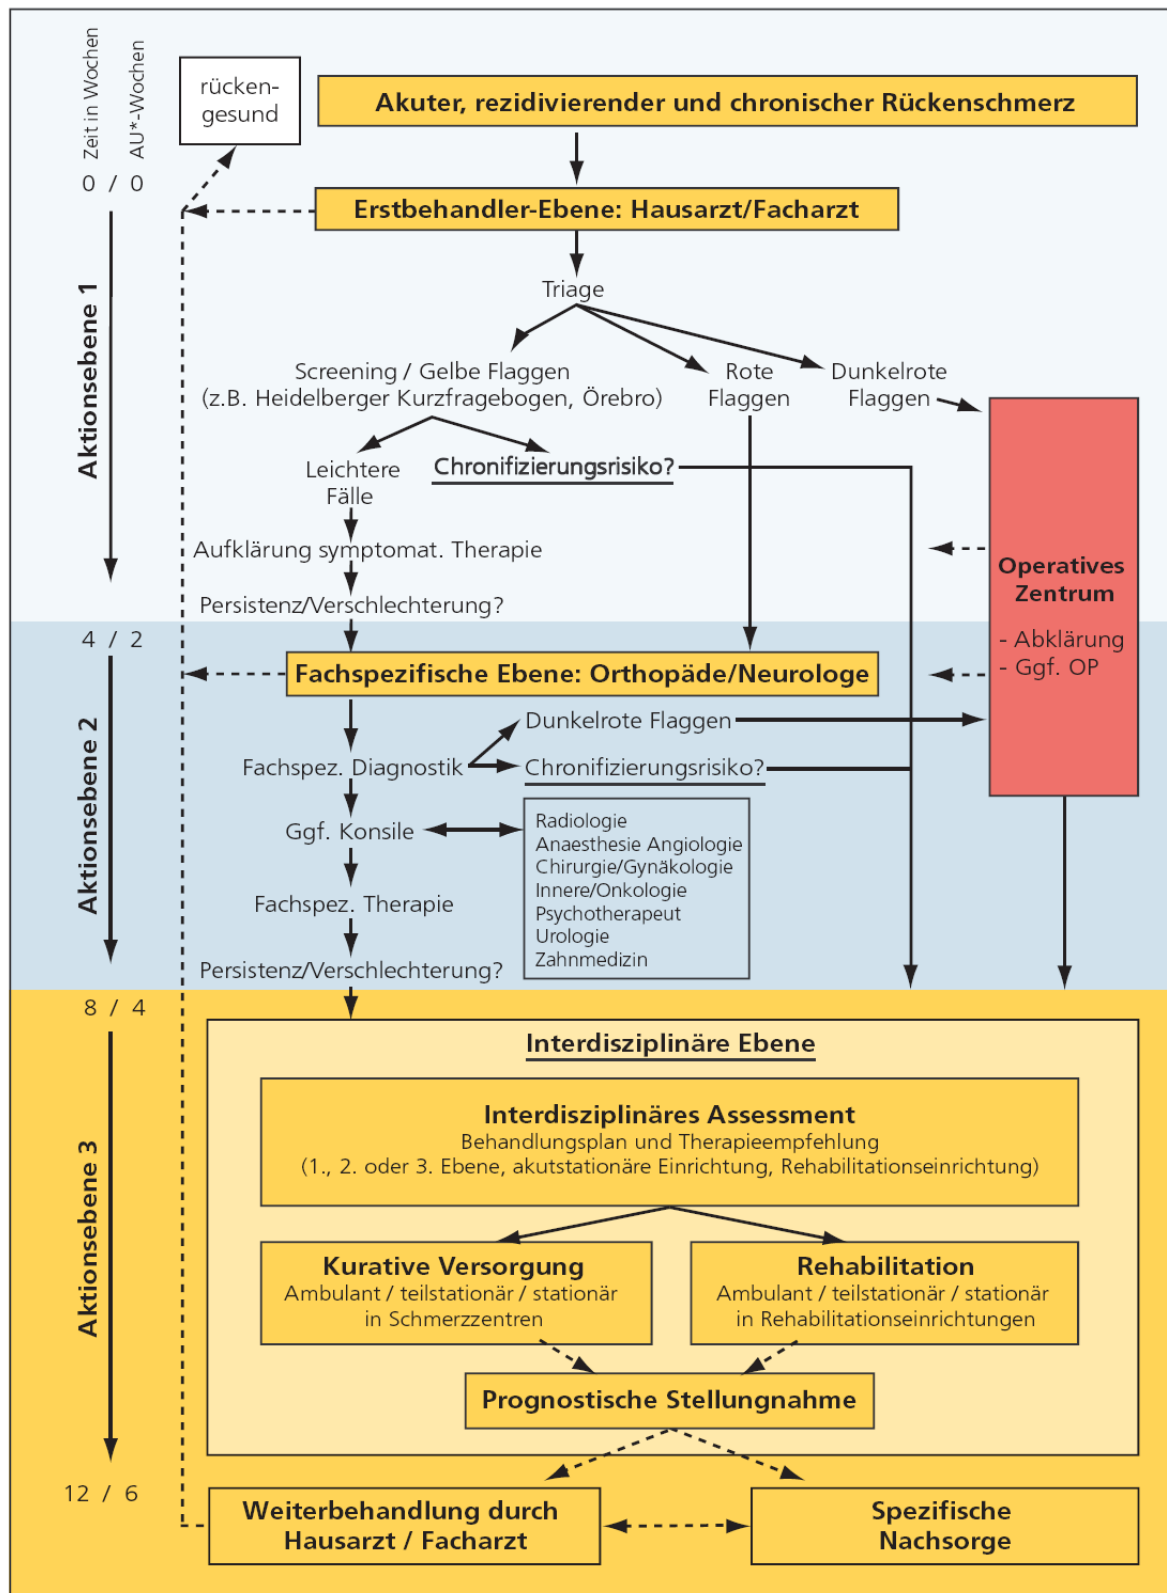 Zeit in Wochen
AU*-Wochen
rücken-
gesund
Akuter, rezidivierender und chronischer Rückenschmerz
0 / 0
Erstbehandler-Ebene: Hausarzt/Facharzt
Aktionsebene 1
Triage
Screening / Gelbe Flaggen
(z.B. Heidelberger Kurzfragebogen, Örebro)
Rote
Flaggen
Dunkelrote
Flaggen
Leichtere
Fälle
Chronifizierungsrisiko?
Aufklärung symptomat. Therapie
Persistenz/Verschlechterung?
Operatives
Zentrum
- Abklärung
- Ggf. OP
4 / 2
Fachspezifische Ebene: Orthopäde/Neurologe
Aktionsebene 2
Dunkelrote Flaggen
Fachspez. Diagnostik
Chronifizierungsrisiko?
Ggf. Konsile
Radiologie
Anaesthesie Angiologie
Chirurgie/Gynäkologie
Innere/Onkologie
Psychotherapeut
Urologie
Zahnmedizin
Fachspez. Therapie
Persistenz/Verschlechterung?
8 / 4
Aktionsebene 3
Interdisziplinäre Ebene
Interdisziplinäres Assessment
Behandlungsplan und Therapieempfehlung
(1., 2. oder 3. Ebene, akutstationäre Einrichtung, Rehabilitationseinrichtung)
Kurative Versorgung
Ambulant / teilstationär / stationär
in Schmerzzentren
Rehabilitation
Ambulant / teilstationär / stationär
in Rehabilitationseinrichtungen
Prognostische Stellungnahme
12 / 6
Weiterbehandlung durch
Hausarzt / Facharzt
Spezifische
Nachsorge